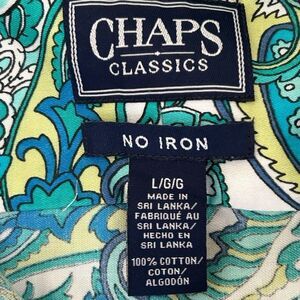 CHAPS
CLASSICS
NO IRON
L/G/G
MADE IN
SRI LANKA/
FABRIQUÉ AU
SRI LANKA/
HECHO EN
SRI LANKA
100% COTTON/
COTON/
ALGODÓN